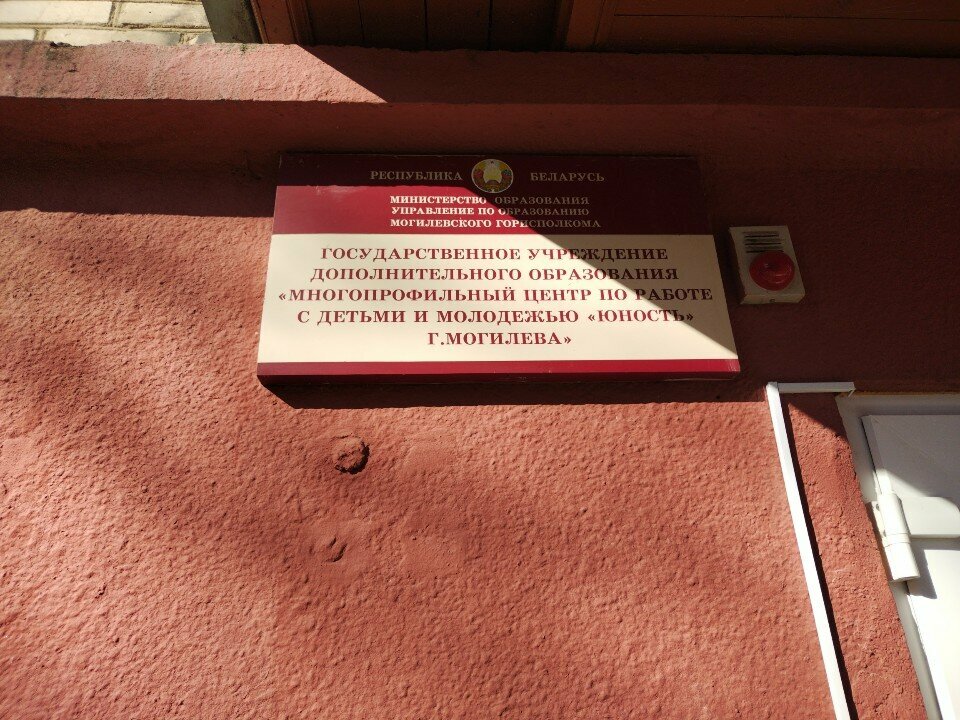 РЕСПУБЛИКА БЕЛАРУСЬ
МИНИСТЕРСТВО ОБРАЗОВАНИЯ
УПРАВЛЕНИЕ ПО ОБРАЗОВАНИЮ
МОГИЛЕВСКОГО ГОРИСПОЛКОМА
ГОСУДАРСТВЕННОЕ УЧРЕЖДЕНИЕ
ДОПОЛНИТЕЛЬНОГО ОБРАЗОВАНИЯ
«МНОГОПРОФИЛЬНЫЙ ЦЕНТР ПО РАБОТЕ
С ДЕТЬМИ И МОЛОДЕЖЬЮ «ЮНОСТЬ»
Г.МОГИЛЕВА»